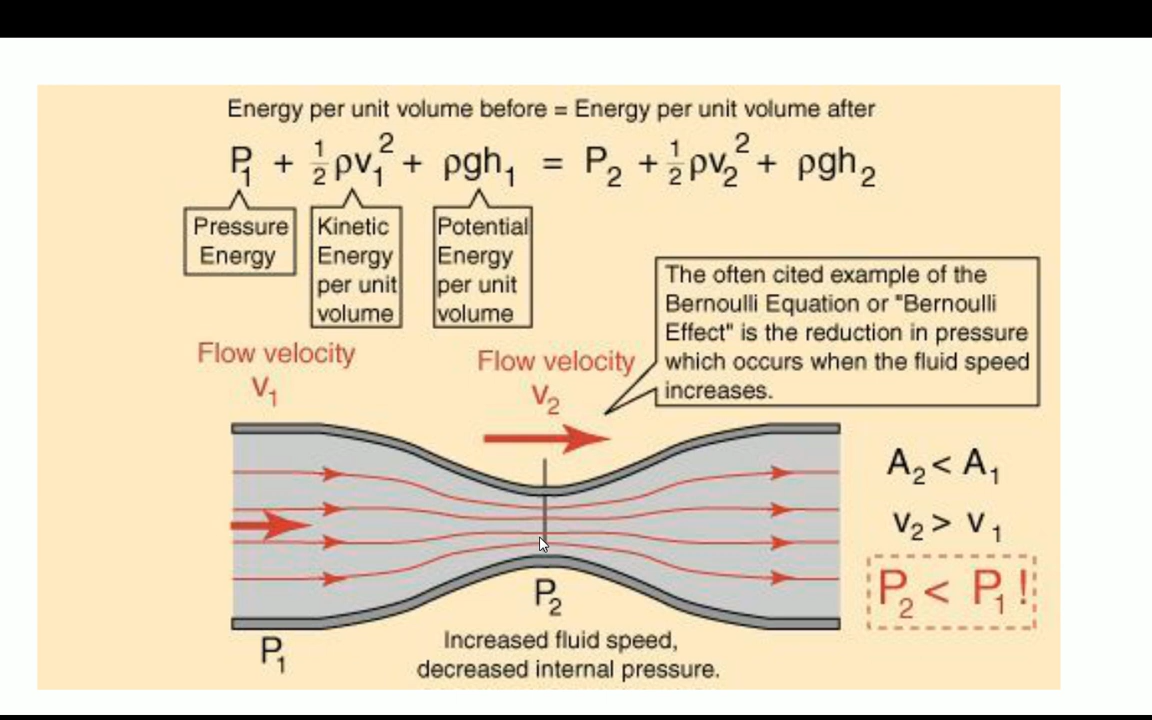 Energy per unit volume before = Energy per unit volume after
P₁ + ½ρv₁² + ρgh₁ = P₂ + ½ρv₂² + ρgh₂
Pressure
Energy
Kinetic
Energy
per unit
volume
Potential
Energy
per unit
volume
The often cited example of the
Bernoulli Equation or "Bernoulli
Effect" is the reduction in pressure
which occurs when the fluid speed
increases.
Flow velocity
v₁
Flow velocity
v₂
A₂ < A₁
v₂ > v₁
P₂ < P₁ !
P₂
P₁
Increased fluid speed,
decreased internal pressure.